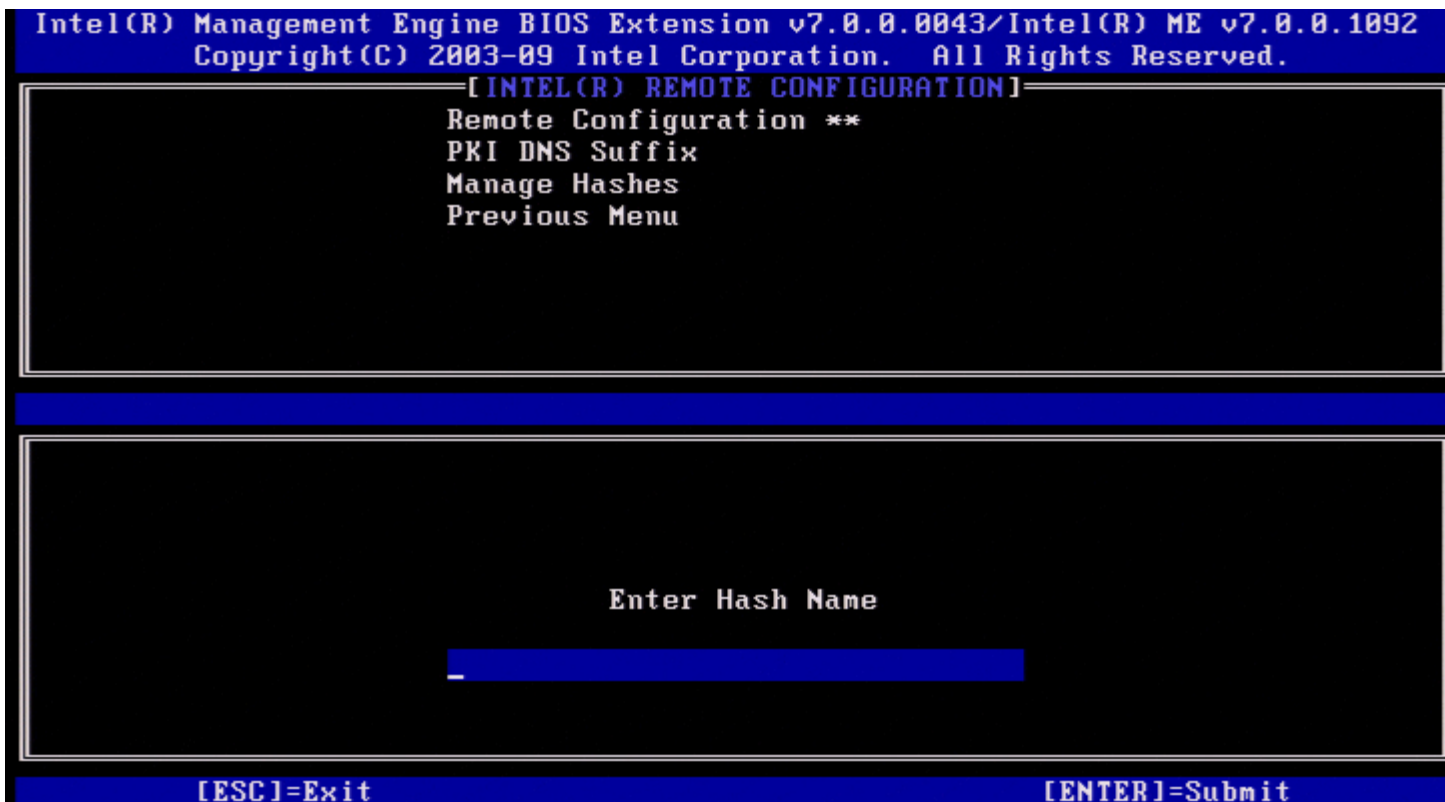 Intel(R) Management Engine BIOS Extension v7.0.0.0043/Intel(R) ME v7.0.0.1092
Copyright(C) 2003-09 Intel Corporation. All Rights Reserved.
[INTEL(R) REMOTE CONFIGURATION]
Remote Configuration **
PKI DNS Suffix
Manage Hashes
Previous Menu
Enter Hash Name
[ESC]=Exit [ENTER]=Submit